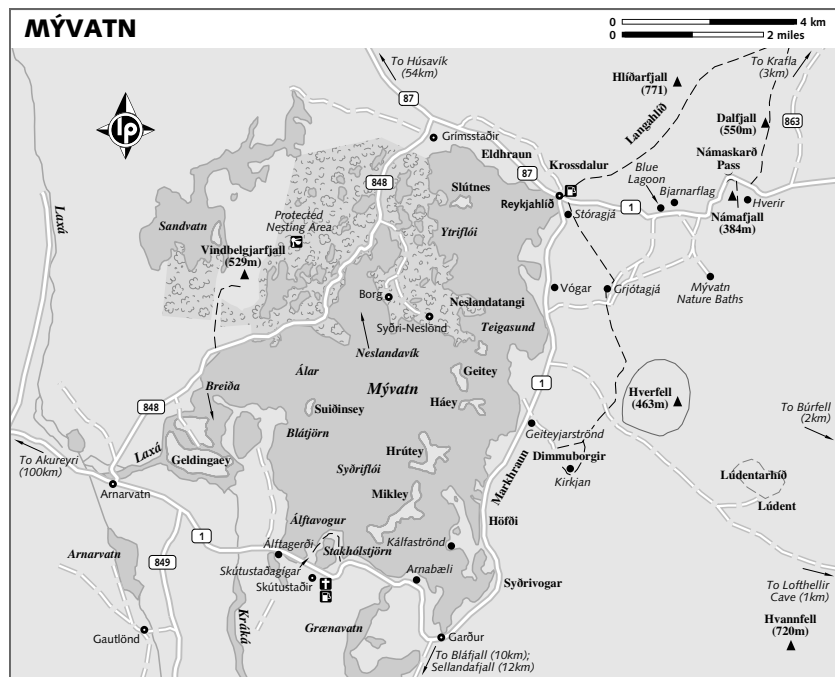 MÝVATN
0 4 km
0 2 miles
To Húsavík
(54km)
To Krafla
(3km)
Hlíðarfjall
(771)
Langahlíð
Dalfjall
(550m)
863
87
lp
Grímsstaðir
Eldhraun
Krossdalur
Námaskarð
Pass
848
87
Blue
Lagoon
Bjarnarflag
Slútnes
Reykjahlíð
1
Hverir
Laxá
Sandvatn
Protected
Nesting Area
Stóragjá
Námafjall
(384m)
Ytriflói
Vindbelgjarfjall
(529m)
Borg
Neslandatangi
Vógar
Grjótagjá
Mývatn
Nature Baths
Syðri-Neslönd
Teigasund
Neslandavík
Álar
Geitey
Breiða
Mývatn
1
Hverfell
(463m)
848
Suiðinsey
Háey
To Búrfell
(2km)
Blátjörn
Geiteyjarströnd
To Akureyri
(100km)
Laxá
Geldingaey
Hrútey
Dimmuborgir
Syðriflói
Markhraun
Kirkjan
Lúdentarhíð
Arnarvatn
Mikley
Lúdent
Álftavogur
Höfði
1
Álftagerði
Stakhólstjörn
Kálfaströnd
Arnarvatn
849
Skútustaðagígar
Skútustaðir
Arnabæli
Syðrivogar
To Lofthellir
Cave (1km)
Kráká
Grænavatn
Hvannfell
(720m)
Gautlönd
Garður
To Bláfjall (10km);
Sellandafjall (12km)